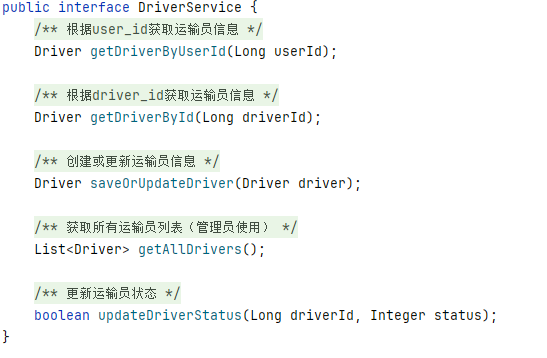 public interface DriverService {
/** 根据user_id获取运输员信息 */
Driver getDriverByUserId(Long userId);
/** 根据driver_id获取运输员信息 */
Driver getDriverById(Long driverId);
/** 创建或更新运输员信息 */
Driver saveOrUpdateDriver(Driver driver);
/** 获取所有运输员列表（管理员使用） */
List<Driver> getAllDrivers();
/** 更新运输员状态 */
boolean updateDriverStatus(Long driverId, Integer status);
}